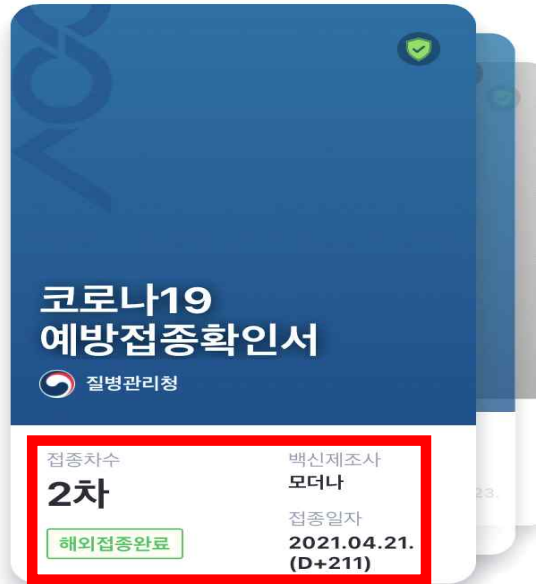 코로나19
예방접종확인서
질병관리청
접종차수
2차
해외접종완료
백신제조사
모더나
접종일자
2021.04.21.
(D+211)
23.